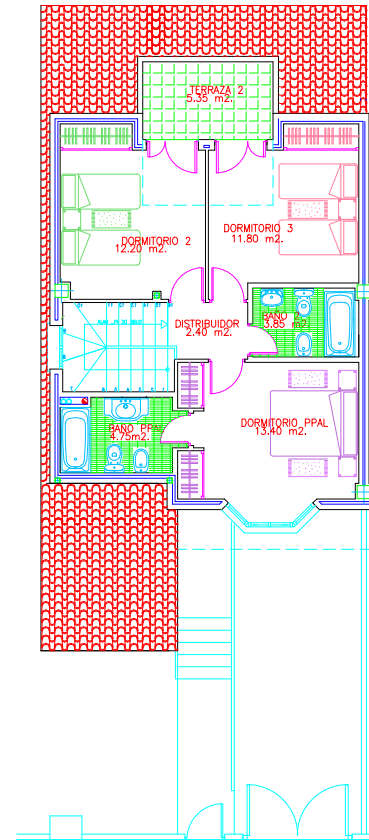 TERRAZA 2
5.35 m2.
DORMITORIO 2
12.20 m2.
DORMITORIO 3
11.80 m2.
DISTRIBUIDOR
2.40 m2.
BAÑO 2
3.85 m2.
DORMITORIO PPAL
13.40 m2.
BAÑO PPAL
4.75m2.